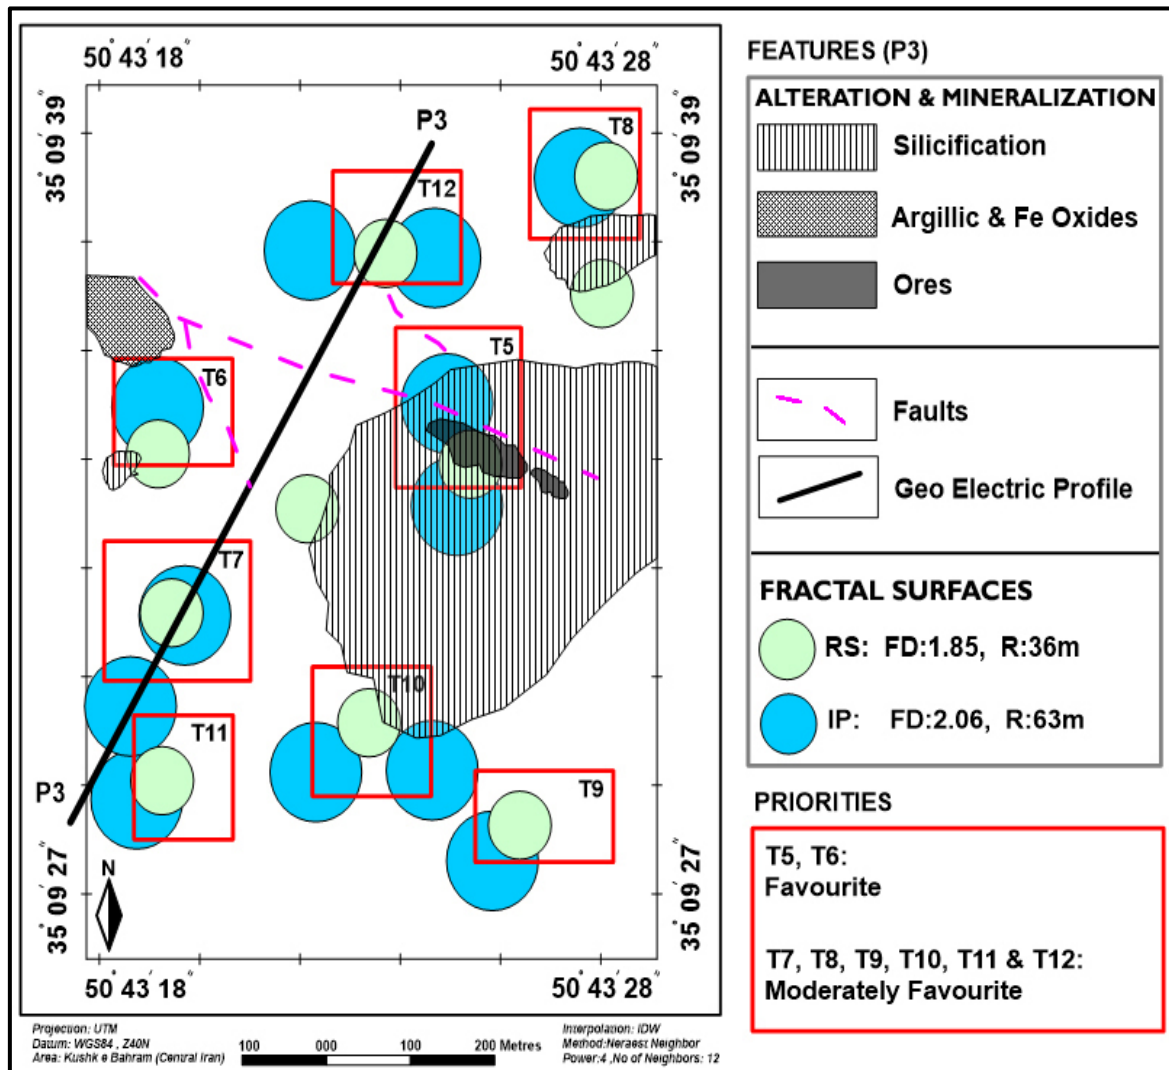 50° 43′ 18″
50° 43′ 28″
35° 09′ 39″
35° 09′ 39″
P3
T8
T12
T5
T6
T7
T10
T11
T9
P3
N
35° 09′ 27″
35° 09′ 27″
50° 43′ 18″
50° 43′ 28″
Projection: UTM
Datum: WGS84 , Z40N
Area: Kushk e Bahram (Central Iran)
100 000 100 200 Metres
Interpolation: IDW
Method:Neraest Neighbor
Power:4 ,No of Neighbors: 12
FEATURES (P3)
ALTERATION & MINERALIZATION
Silicification
Argillic & Fe Oxides
Ores
Faults
Geo Electric Profile
FRACTAL SURFACES
RS: FD:1.85, R:36m
IP: FD:2.06, R:63m
PRIORITIES
T5, T6:
Favourite
T7, T8, T9, T10, T11 & T12:
Moderately Favourite